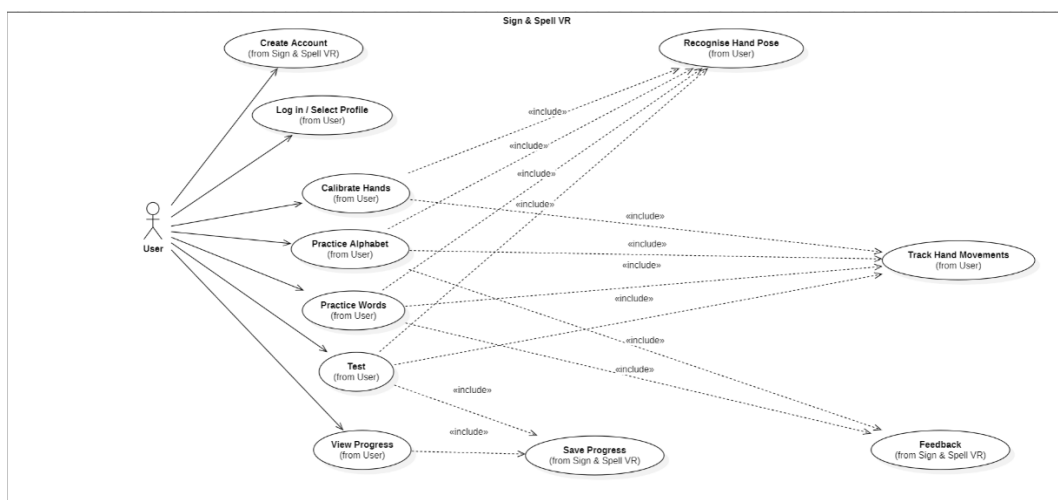 Sign & Spell VR
Create Account
(from Sign & Spell VR)
Recognise Hand Pose
(from User)
Log in / Select Profile
(from User)
«include»
«include»
«include»
Calibrate Hands
(from User)
«include»
«include»
User
Practice Alphabet
(from User)
«include»
Track Hand Movements
(from User)
Practice Words
(from User)
«include»
«include»
Test
(from User)
«include»
«include»
«include»
View Progress
(from User)
Save Progress
(from Sign & Spell VR)
Feedback
(from Sign & Spell VR)